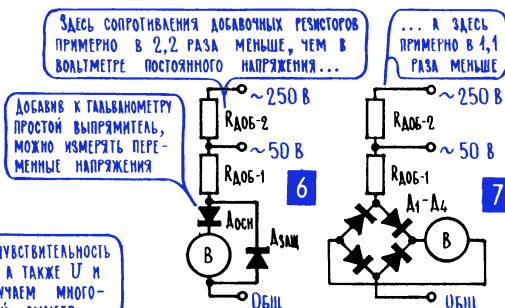 ЗДЕСЬ СОПРОТИВЛЕНИЯ ДОБАВОЧНЫХ РЕЗИСТОРОВ
ПРИМЕРНО В 2,2 РАЗА МЕНЬШЕ, ЧЕМ В
ВОЛЬТМЕТРЕ ПОСТОЯННОГО НАПРЯЖЕНИЯ...
... А ЗДЕСЬ
ПРИМЕРНО В 1,1
РАЗА МЕНЬШЕ
ДОБАВИВ К ГАЛЬВАНОМЕТРУ
ПРОСТОЙ ВЫПРЯМИТЕЛЬ,
МОЖНО ИЗМЕРЯТЬ ПЕРЕ-
МЕННЫЕ НАПРЯЖЕНИЯ
~250 В
RДОБ-2
~50 В
RДОБ-1
6
ДОСН
ДЗАЩ
В
ОБЩ
~250 В
RДОБ-2
~50 В
RДОБ-1
7
Д1-Д4
В
ОБЩ
ЧУВСТВИТЕЛЬНОСТЬ
А ТАКЖЕ U И
МНОГО-